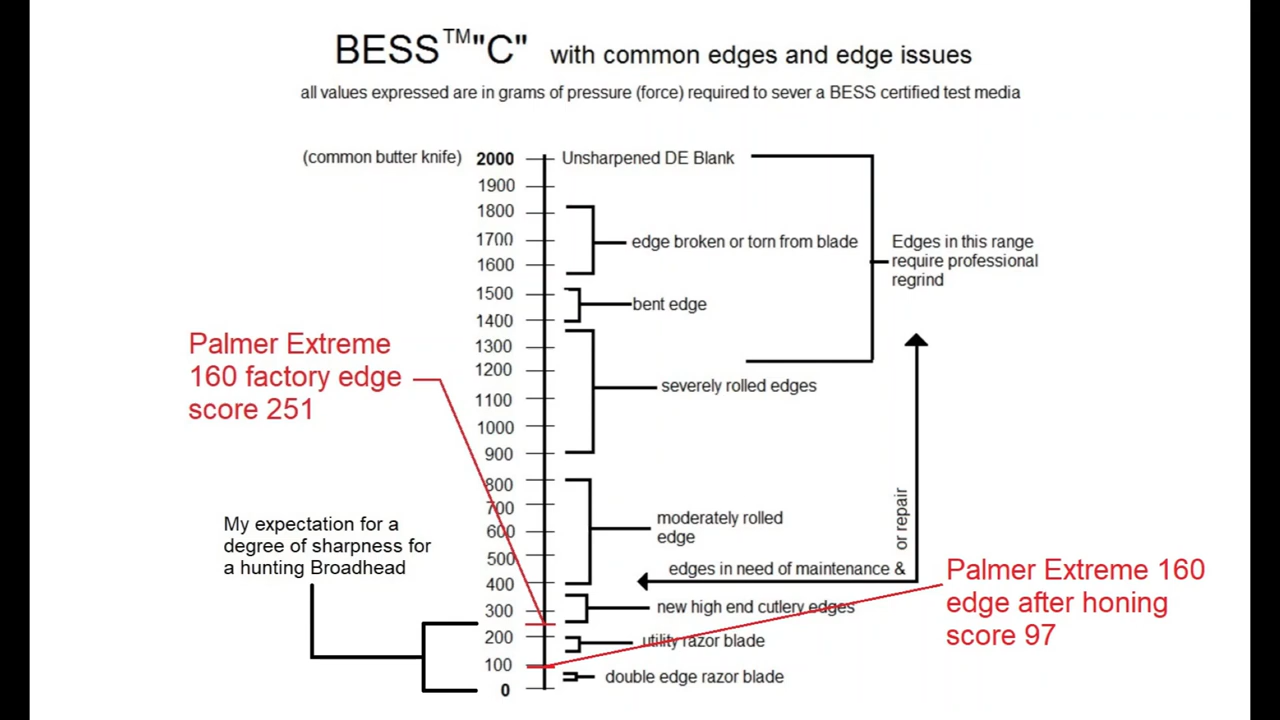 BESS™"C" with common edges and edge issues
all values expressed are in grams of pressure (force) required to sever a BESS certified test media
(common butter knife) 2000 Unsharpened DE Blank
1900
1800
1700
1600
1500
1400
1300
1200
1100
1000
900
800
700
600
500
400
300
200
100
0
edge broken or torn from blade
bent edge
severely rolled edges
moderately rolled
edge
edges in need of maintenance &
or repair
new high end cutlery edges
utility razor blade
double edge razor blade
Edges in this range
require professional
regrind
Palmer Extreme
160 factory edge
score 251
My expectation for a
degree of sharpness for
a hunting Broadhead
Palmer Extreme 160
edge after honing
score 97